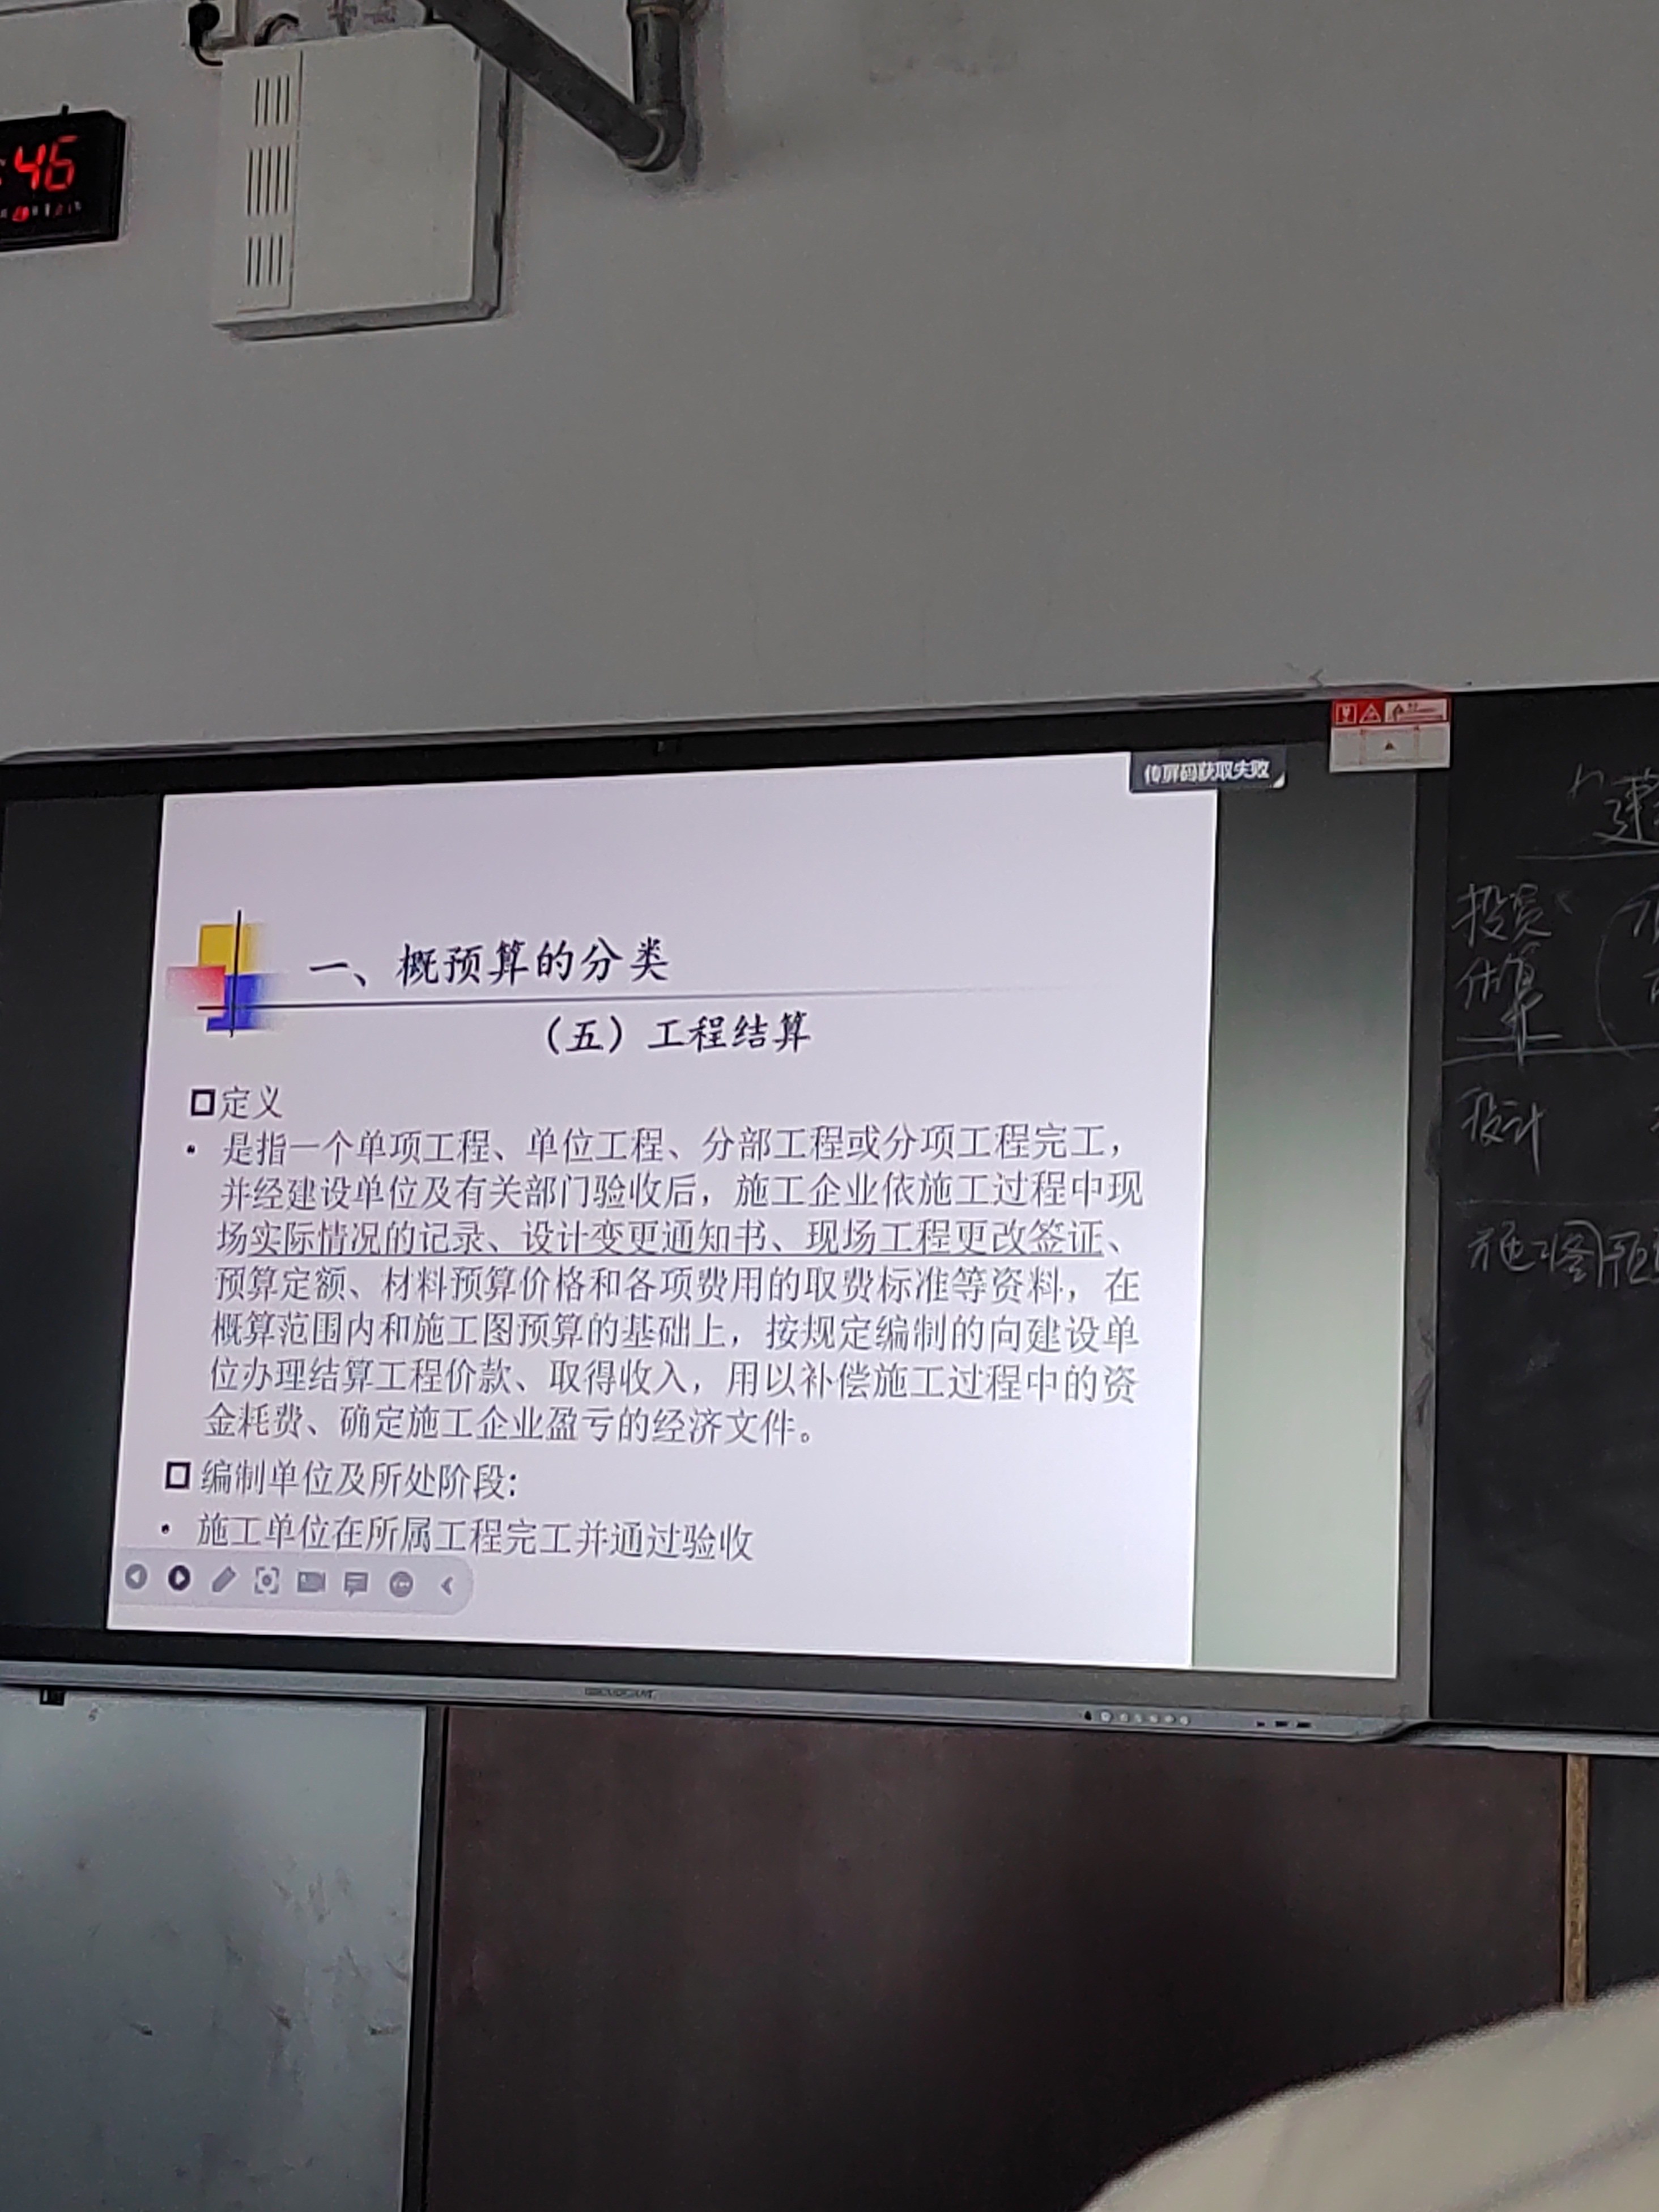 :46
传屏码获取失败
一、概预算的分类
（五）工程结算
定义
• 是指一个单项工程、单位工程、分部工程或分项工程完工，
并经建设单位及有关部门验收后，施工企业依施工过程中现
场实际情况的记录、设计变更通知书、现场工程更改签证、
预算定额、材料预算价格和各项费用的取费标准等资料，在
概算范围内和施工图预算的基础上，按规定编制的向建设单
位办理结算工程价款、取得收入，用以补偿施工过程中的资
金耗费、确定施工企业盈亏的经济文件。
编制单位及所处阶段:
• 施工单位在所属工程完工并通过验收
投资
估算
设计
施工图预